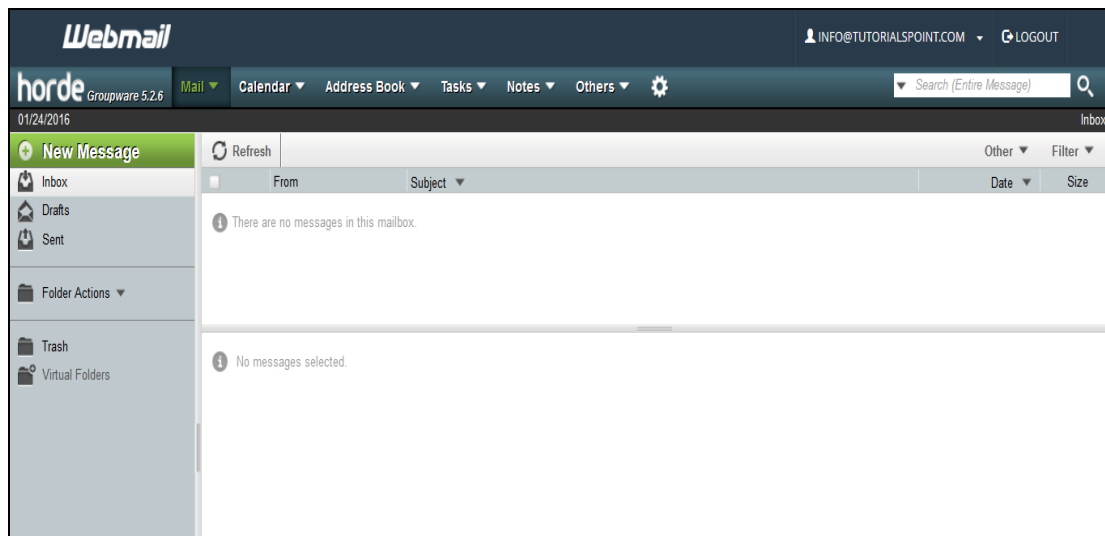 Webmail
INFO@TUTORIALSPOINT.COM LOGOUT
horde Groupware 5.2.6 Mail Calendar Address Book Tasks Notes Others Search (Entire Message)
01/24/2016 Inbox
New Message Refresh Other Filter
Inbox From Subject Date Size
Drafts
There are no messages in this mailbox.
Sent
Folder Actions
Trash
No messages selected.
Virtual Folders